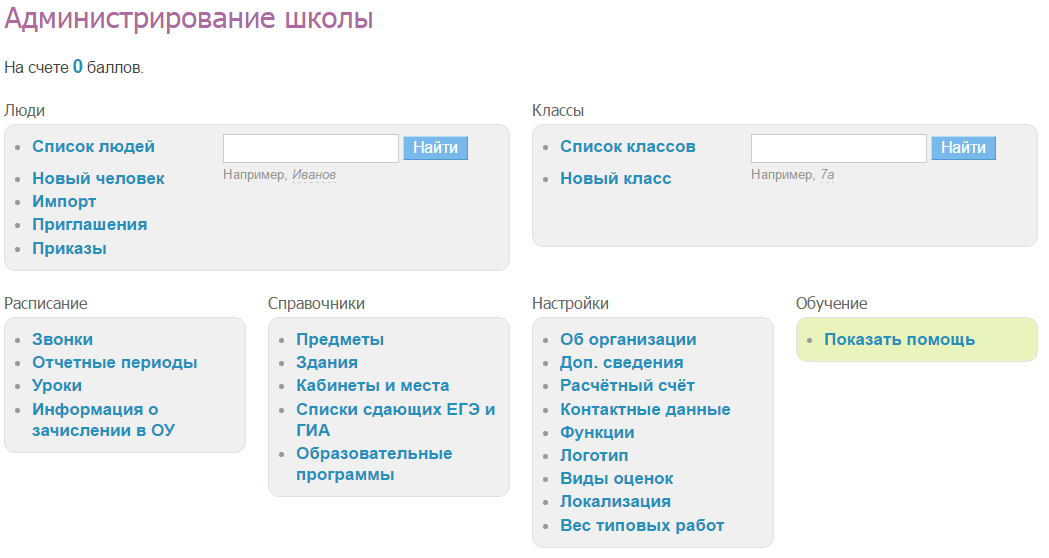 Администрирование школы
На счете 0 баллов.
Люди
Список людей
Найти
Например, Иванов
Новый человек
Импорт
Приглашения
Приказы
Классы
Список классов
Найти
Например, 7а
Новый класс
Расписание
Звонки
Отчетные периоды
Уроки
Информация о
зачислении в ОУ
Справочники
Предметы
Здания
Кабинеты и места
Списки сдающих ЕГЭ и
ГИА
Образовательные
программы
Настройки
Об организации
Доп. сведения
Расчётный счёт
Контактные данные
Функции
Логотип
Виды оценок
Локализация
Вес типовых работ
Обучение
Показать помощь